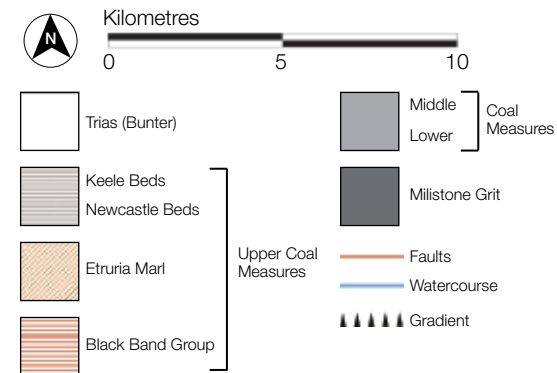 N
Kilometres
0 5 10
Trias (Bunter)
Keele Beds
Newcastle Beds
Etruria Marl
Black Band Group
Upper Coal
Measures
Middle
Lower
Coal
Measures
Milistone Grit
Faults
Watercourse
Gradient